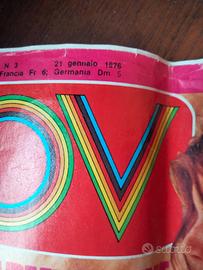 N 3 21 gennaio 1976
Francia Fr 6; Germania Dm 5
OV
subito